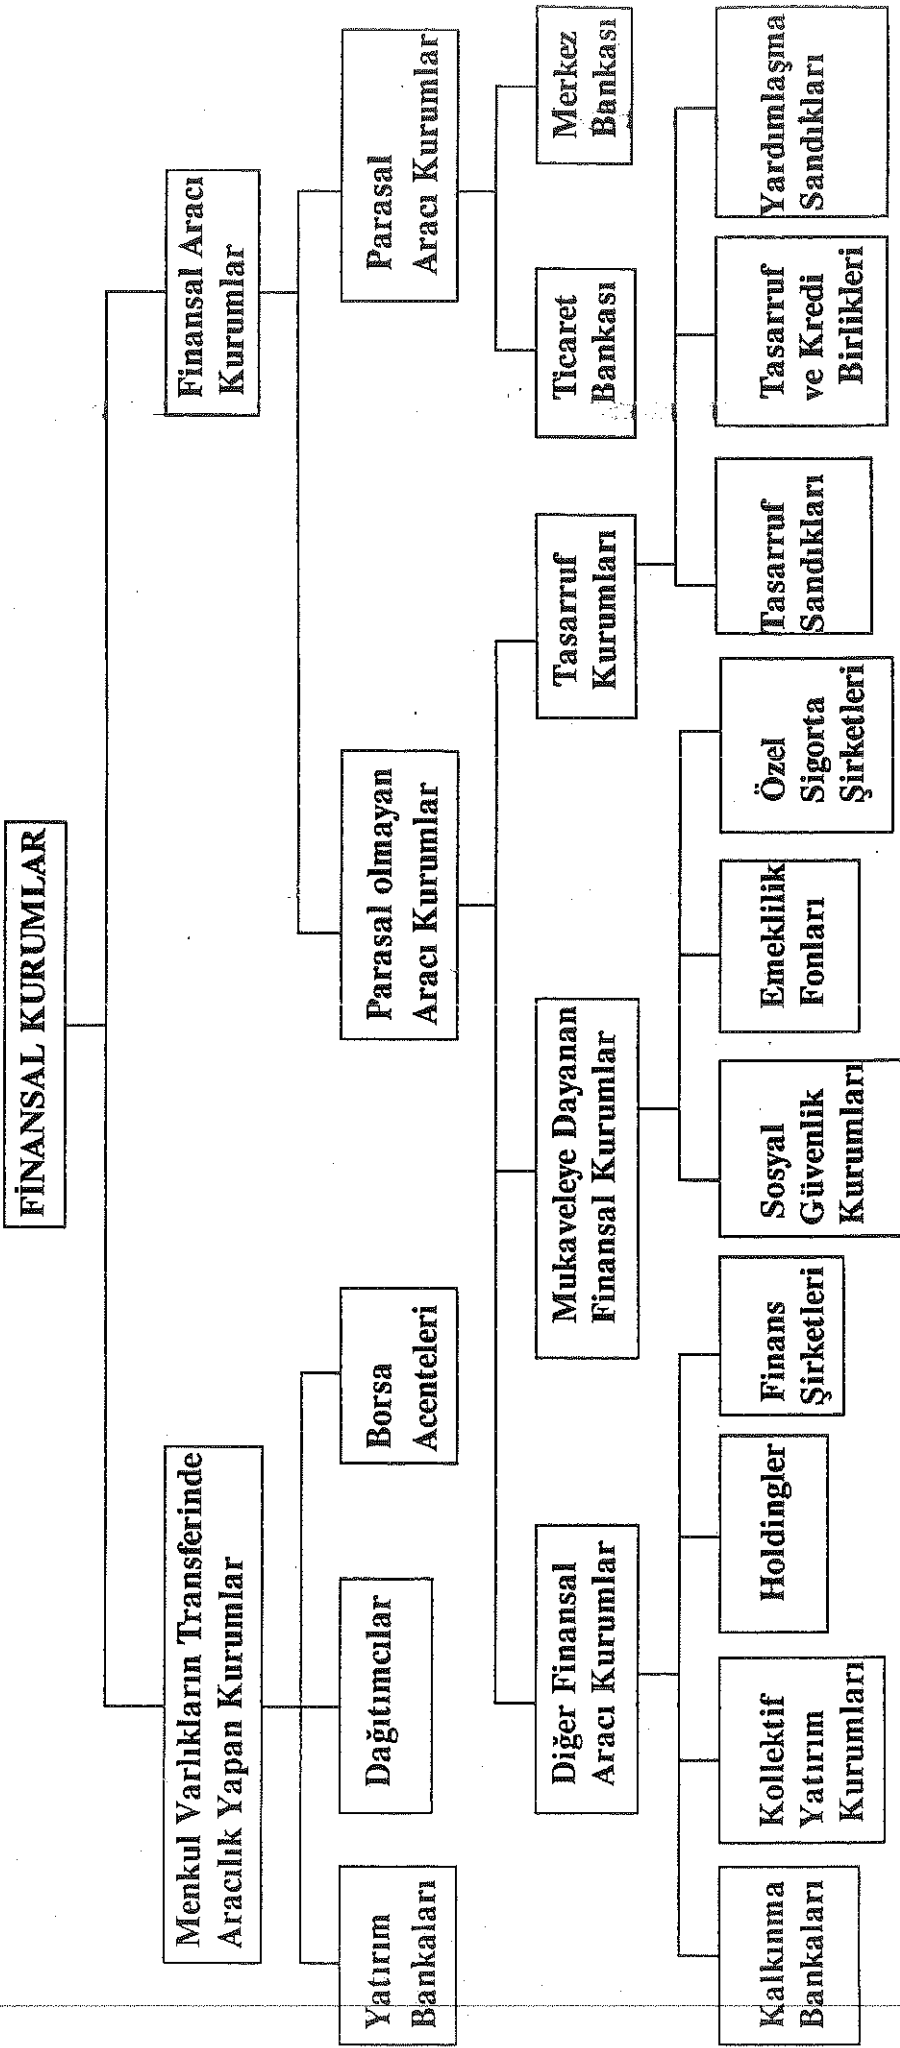 FİNANSAL KURUMLAR
Menkul Varlıkların Transferinde
Aracılık Yapan Kurumlar
Finansal Aracı
Kurumlar
Yatırım
Bankaları
Dağıtımcılar
Borsa
Acenteleri
Parasal olmayan
Aracı Kurumlar
Parasal
Aracı Kurumlar
Diğer Finansal
Aracı Kurumlar
Mukaveleye Dayanan
Finansal Kurumlar
Tasarruf
Kurumları
Ticaret
Bankası
Merkez
Bankası
Kalkınma
Bankaları
Kollektif
Yatırım
Kurumları
Holdingler
Finans
Şirketleri
Sosyal
Güvenlik
Kurumları
Emeklilik
Fonları
Özel
Sigorta
Şirketleri
Tasarruf
Sandıkları
Tasarruf
ve Kredi
Birlikleri
Yardımlaşma
Sandıkları